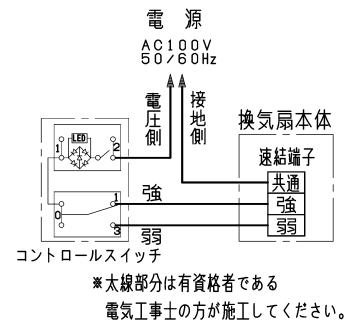 電源
AC100V
50/60Hz
電圧側
接地側
換気扇本体
速結端子
共通
強
弱
LED
1
2
強
0
1
3
弱
コントロールスイッチ
※太線部分は有資格者である
電気工事士の方が施工してください。